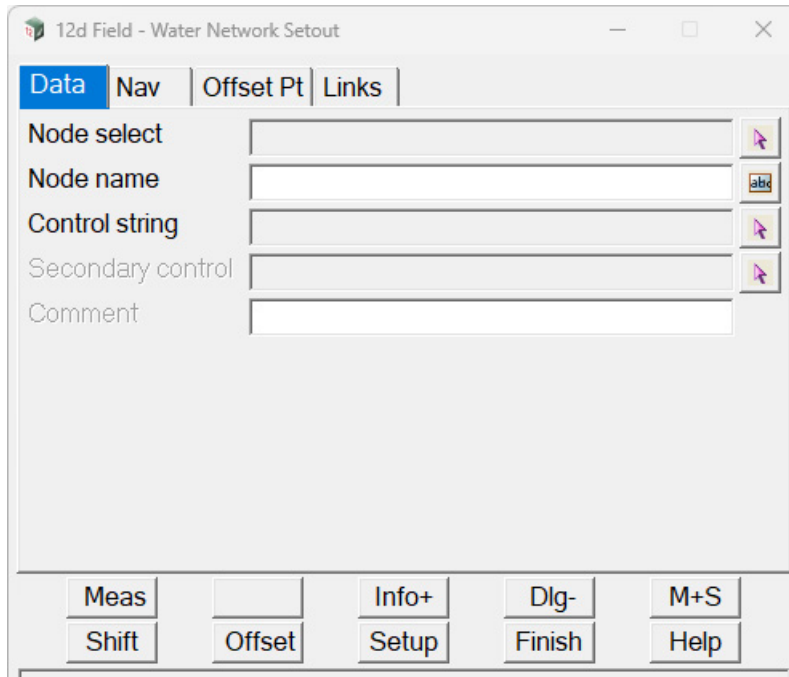 12d Field - Water Network Setout
Data Nav Offset Pt Links
Node select
Node name abc
Control string
Secondary control
Comment
Meas Info+ Dlg- M+S
Shift Offset Setup Finish Help